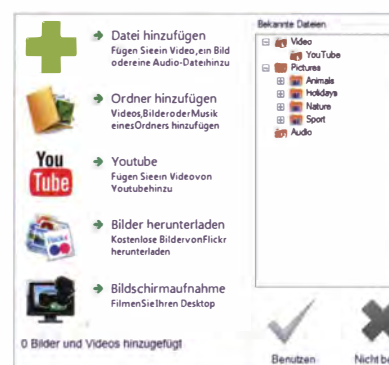 Datei hinzufügen
Fügen Sieein Video,ein Bild
odereine Audio-Dateihinzu
Ordner hinzufügen
Videos,BilderoderMusik
einesOrdners hinzufügen
You
Tube
Youtube
Fügen Sieein Videovon
Youtubehinzu
flickr
Bilder herunterladen
Kostenlose BildervonFlickr
herunterladen
Bildschirmaufnahme
FilmenSieIhren Desktop
0 Bilder und Videos hinzugefügt
Bekannte Dateien
Video
YouTube
Pictures
Animals
Holidays
Nature
Sport
Audio
Benutzen
Nicht be